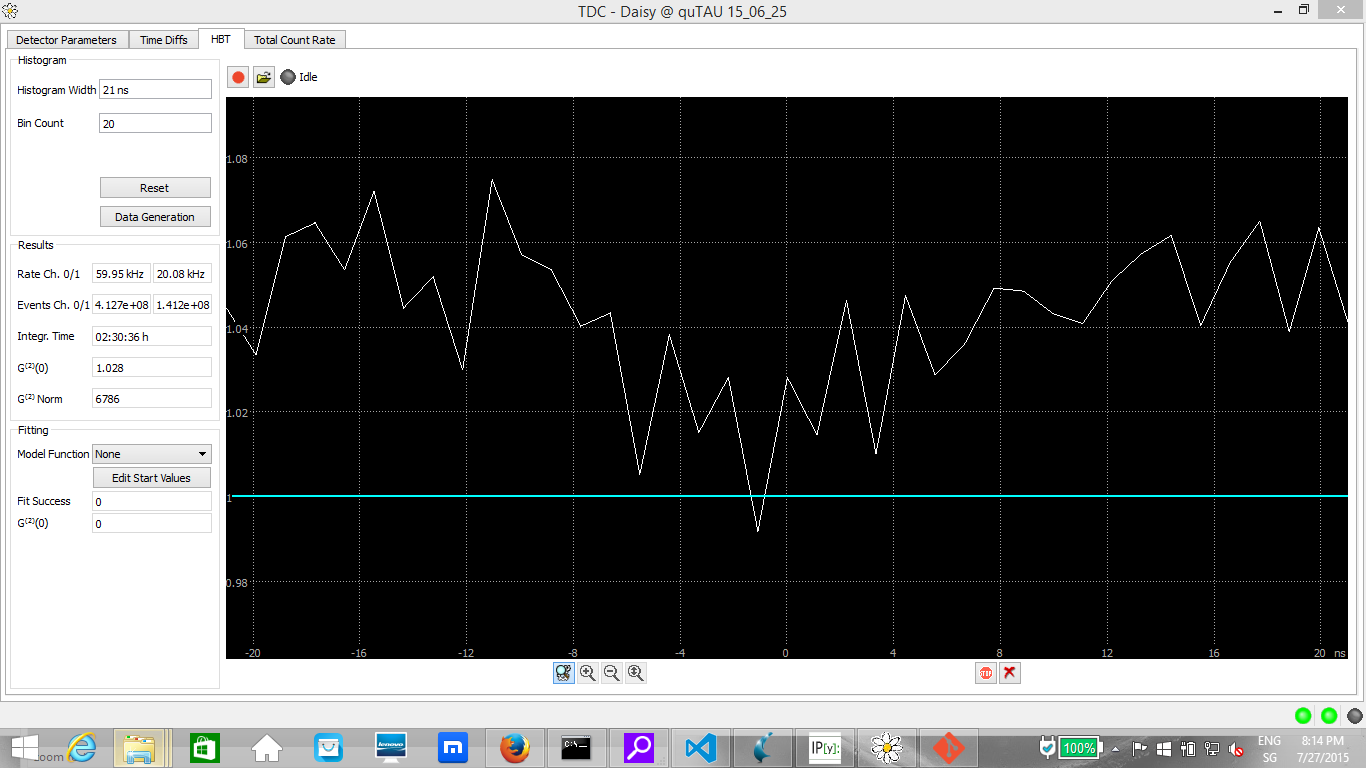 TDC - Daisy @ quTAU 15_06_25
Detector Parameters Time Diffs HBT Total Count Rate
Histogram
Histogram Width 21 ns
Bin Count 20
Reset
Data Generation
Results
Rate Ch. 0/1 59.95 kHz 20.08 kHz
Events Ch. 0/1 4.127e+08 1.412e+08
Integr. Time 02:30:36 h
G(2)(0) 1.028
G(2) Norm 6786
Fitting
Model Function None
Edit Start Values
Fit Success 0
G(2)(0) 0
Idle
1.08
1.06
1.04
1.02
1
0.98
-20 -16 -12 -8 -4 0 4 8 12 16 20 ns
oom
lenovo
m
C:\
IP[y]:
100%
ENG
SG
8:14 PM
7/27/2015